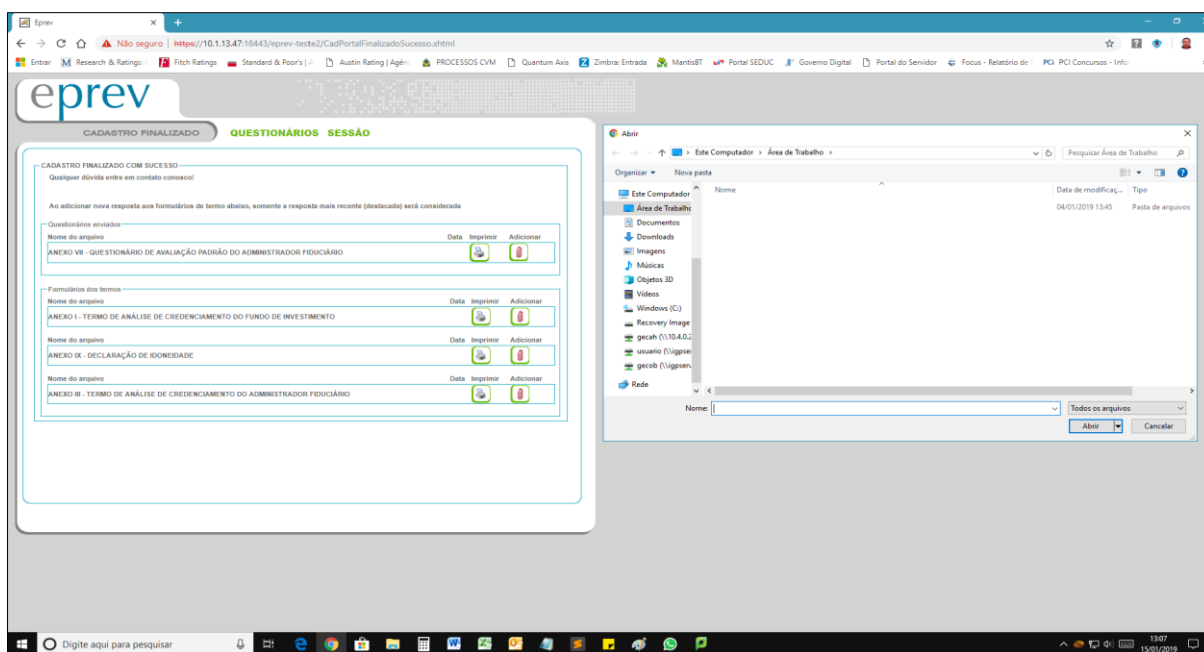 Eprev
Não seguro | https://10.1.13.47:18443/eprev-teste2/CadPortalFinalizadoSucesso.xhtml
Entrar Research & Ratings: Fitch Ratings Standard & Poor's | A Austin Rating | Agên PROCESSOS CVM Quantum Axis Zimbra: Entrada MantisBT Portal SEDUC Governo Digital Portal do Servidor Focus - Relatório de PCI PCI Concursos - Info
eprev
CADASTRO FINALIZADO QUESTIONÁRIOS SESSÃO
CADASTRO FINALIZADO COM SUCESSO
Qualquer dúvida entre em contato conosco!
Ao adicionar nova resposta aos formulários de termo abaixo, somente a resposta mais recente (destacada) será considerada
Questionários enviados
Nome do arquivo Data Imprimir Adicionar
ANEXO VII - QUESTIONÁRIO DE AVALIAÇÃO PADRÃO DO ADMINISTRADOR FIDUCIÁRIO
Formulários dos termos
Nome do arquivo Data Imprimir Adicionar
ANEXO I - TERMO DE ANÁLISE DE CREDENCIAMENTO DO FUNDO DE INVESTIMENTO
Nome do arquivo Data Imprimir Adicionar
ANEXO IX - DECLARAÇÃO DE IDONEIDADE
Nome do arquivo Data Imprimir Adicionar
ANEXO III - TERMO DE ANÁLISE DE CREDENCIAMENTO DO ADMINISTRADOR FIDUCIÁRIO
Abrir
Este Computador > Área de Trabalho >
Pesquisar Área de Trabalho
Organizar Nova pasta
Nome Data de modificaç... Tipo
04/01/2019 13:45 Pasta de arquivos
Este Computador
Área de Trabalho
Documentos
Downloads
Imagens
Músicas
Objetos 3D
Vídeos
Windows (C:)
Recovery Image
gecah (\\10.4.0.2
usuario (\\igpser
gecob (\\igpserv
Rede
Nome:
Todos os arquivos
Abrir Cancelar
Digite aqui para pesquisar
13:07
15/01/2019